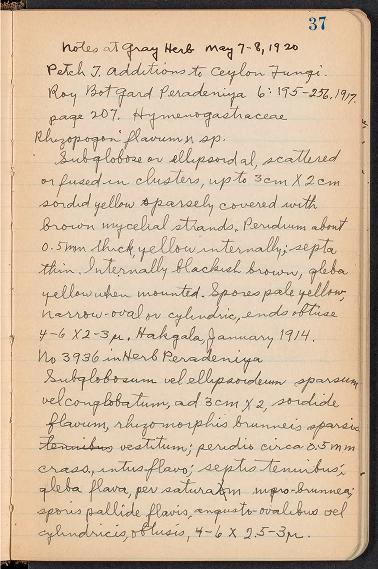 37
Notes at Gray Herb May 7-8, 1920
Petch T. Additions to Ceylon Fungi.
Roy Bot Gard Peradeniya 6: 195-256, 1917.
page 207. Hymenogastraceae
Rhizopogon flavum n sp.
Subglobose or ellipsoidal, scattered
or fused in clusters, up to 3cm X 2cm
sordid yellow sparsely covered with
brown mycelial strands. Peridium about
0.5mm thick, yellow internally; septa
thin. Internally blackish brown, gleba
yellow when mounted. Spores pale yellow,
narrow-oval or cylindric, ends obtuse
4-6 X 2-3µ. Hakgala, January 1914.
No 3936 in Herb Peradeniya
Subglobosum vel ellipsoideum sparsum
vel conglobatum, ad 3cm X 2, sordide
flavum, rhizomorphiis brunneis sparsis
tenuibus vestitum; peridio circa 0.5mm
crass., intus flavo; septis tenuibus;
gleba flava, per saturatim nigro-brunnea;
sporis pallide flavis, angusto-ovalibus vel
cylindricis, obtusis, 4-6 X 2.5-3µ.